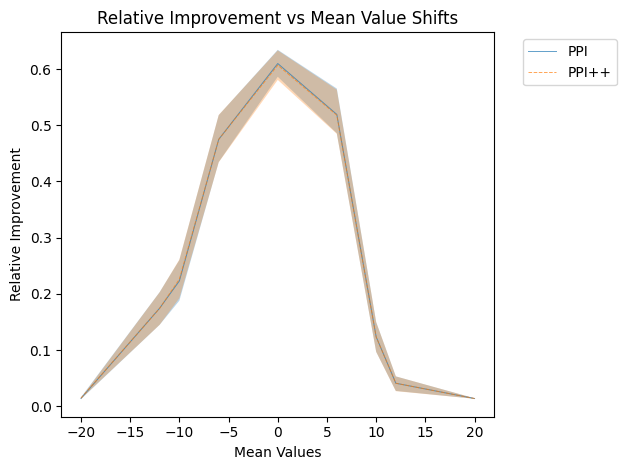 Relative Improvement vs Mean Value Shifts
PPI
PPI++
Relative Improvement
0.6
0.5
0.4
0.3
0.2
0.1
0.0
−20 −15 −10 −5 0 5 10 15 20
Mean Values